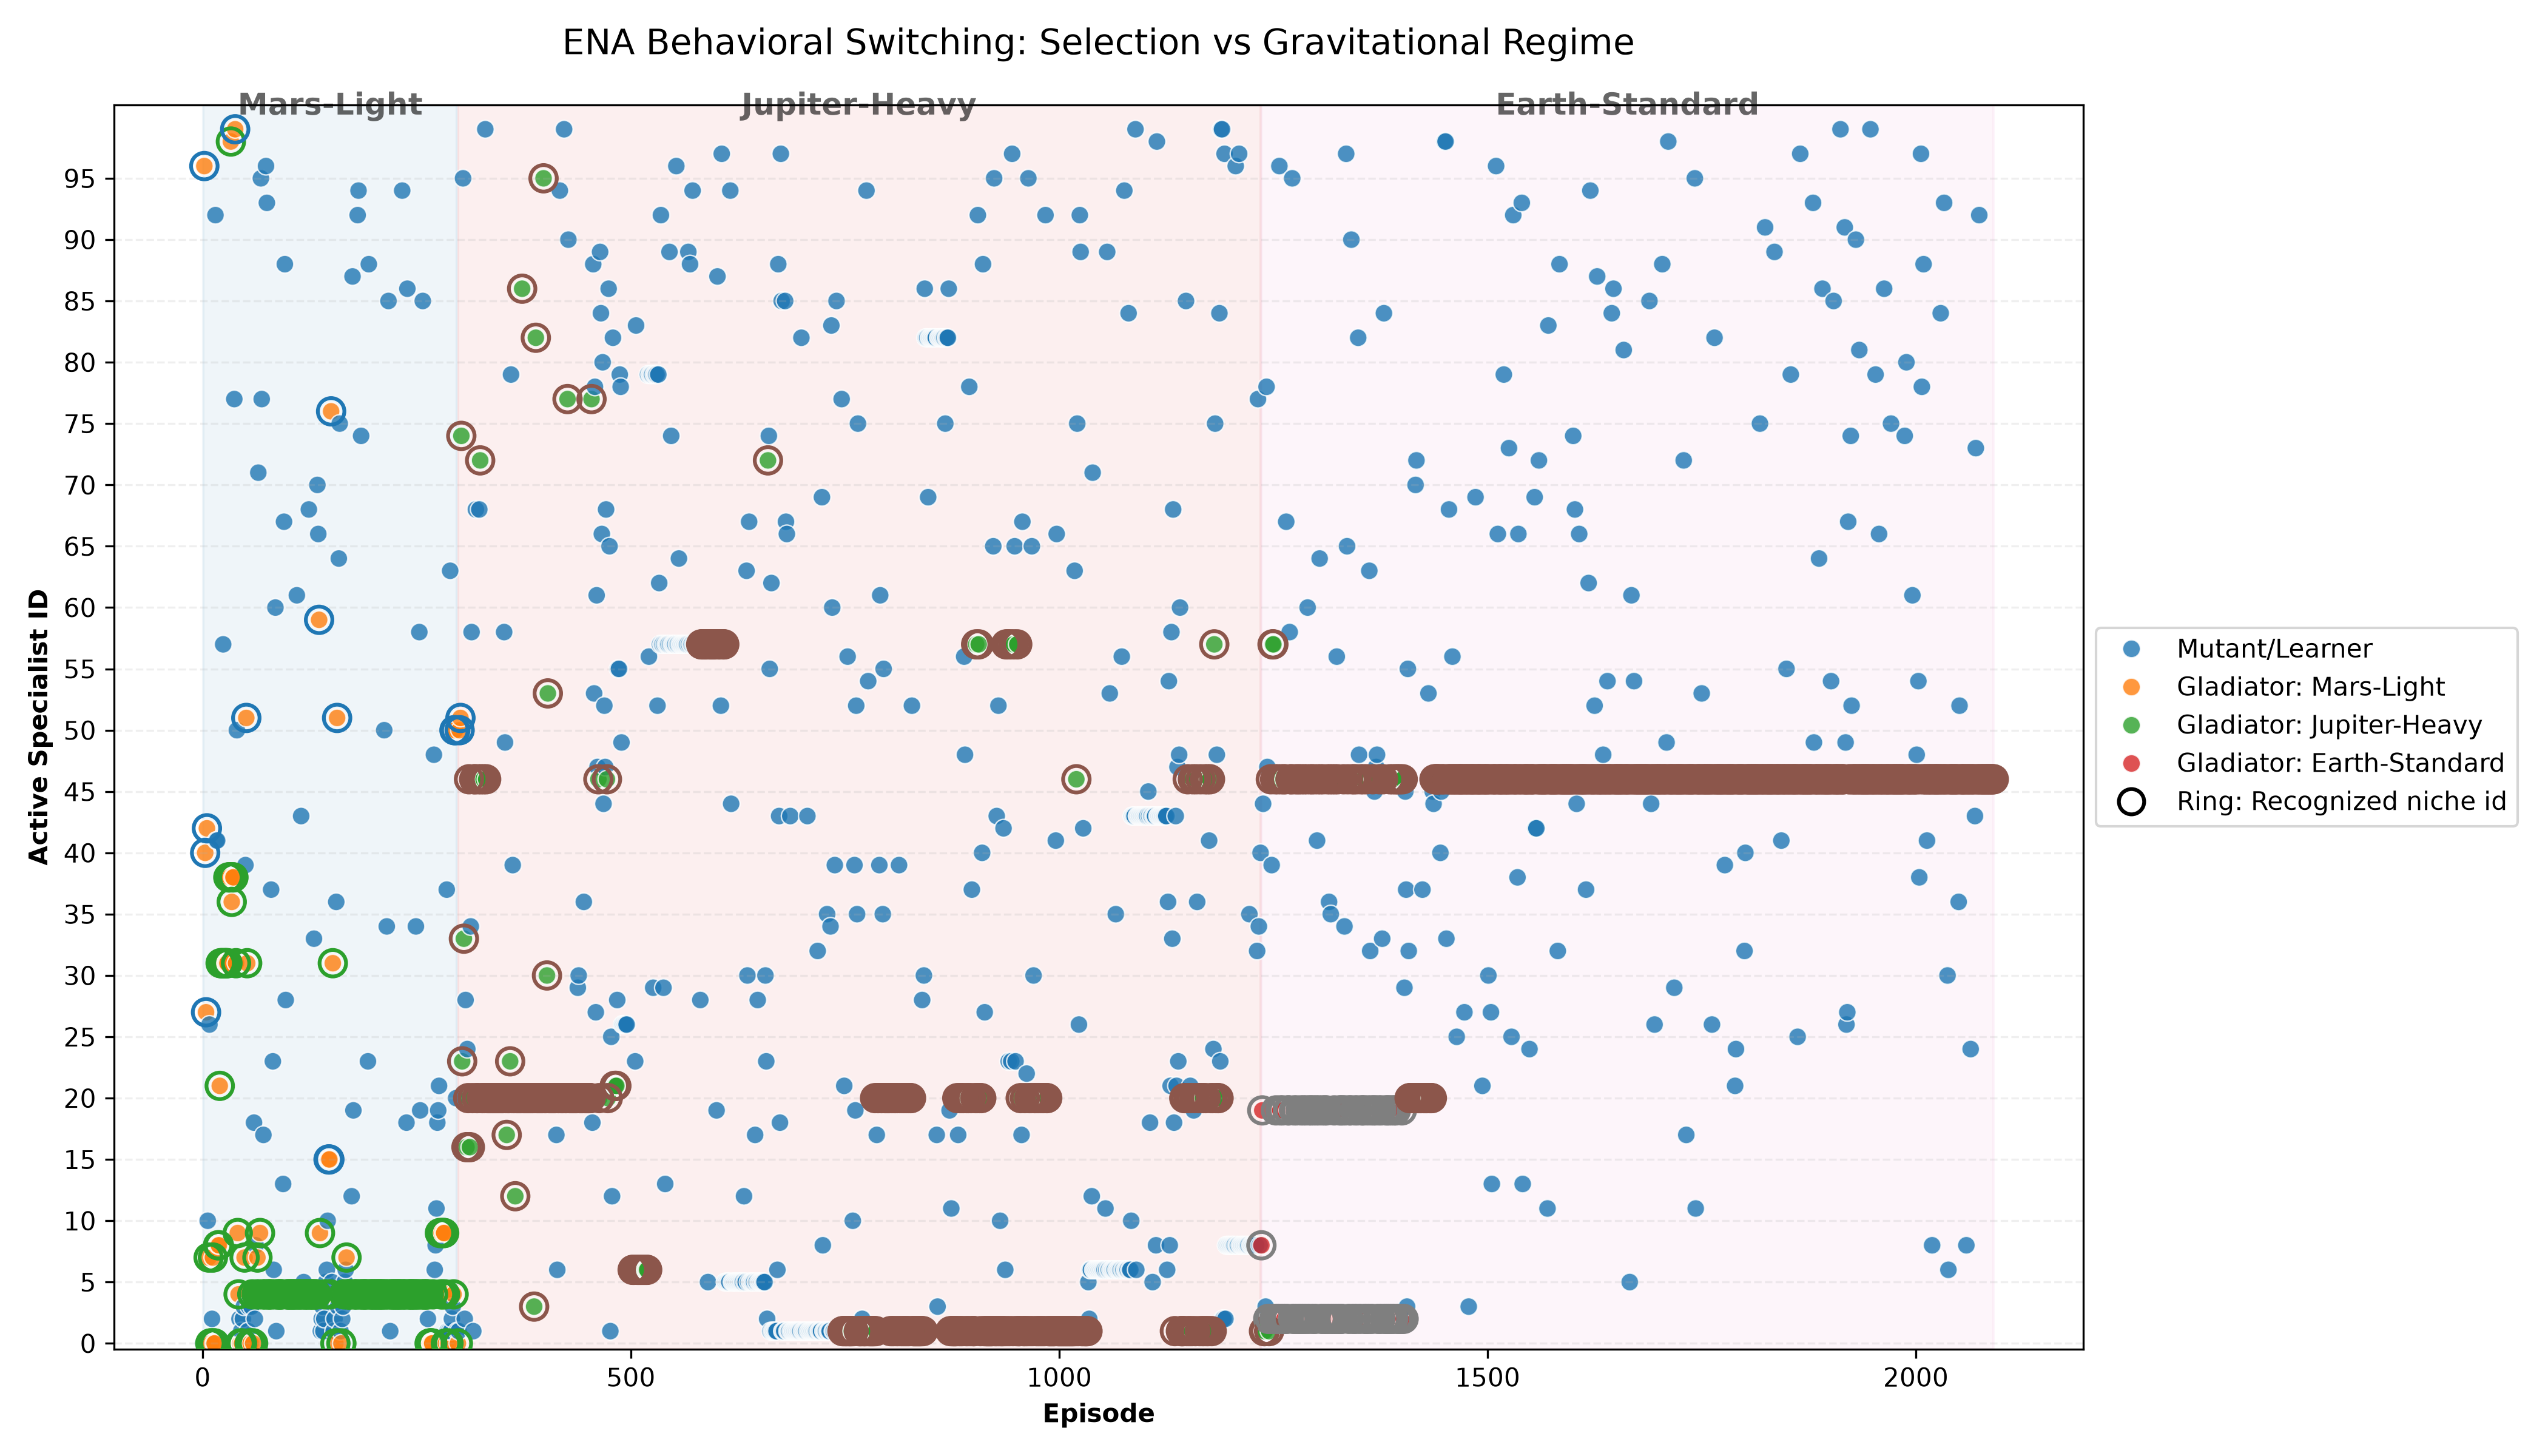 ENA Behavioral Switching: Selection vs Gravitational Regime
Mars-Light
Jupiter-Heavy
Earth-Standard
Active Specialist ID
95
90
85
80
75
70
65
60
55
50
45
40
35
30
25
20
15
10
5
0
0
500
1000
1500
2000
Episode
Mutant/Learner
Gladiator: Mars-Light
Gladiator: Jupiter-Heavy
Gladiator: Earth-Standard
Ring: Recognized niche id